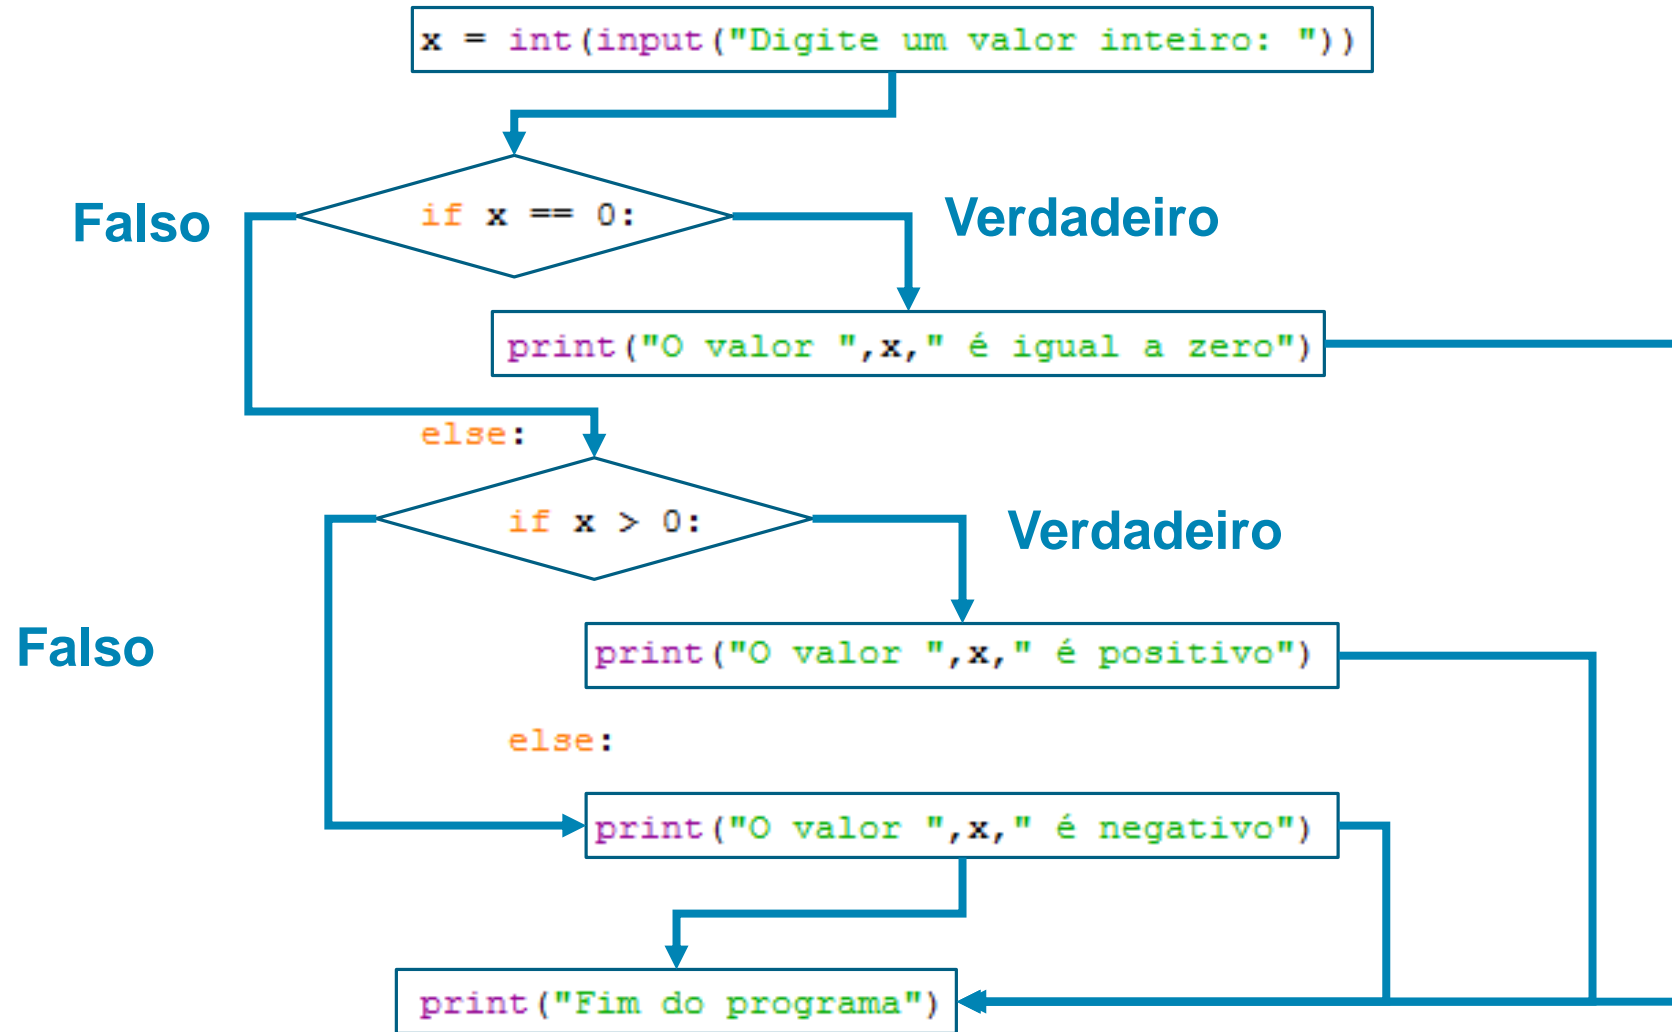 x = int(input("Digite um valor inteiro: "))
Falso
if x == 0:
Verdadeiro
print("O valor ",x," é igual a zero")
else:
if x > 0:
Verdadeiro
Falso
print("O valor ",x," é positivo")
else:
print("O valor ",x," é negativo")
print("Fim do programa")